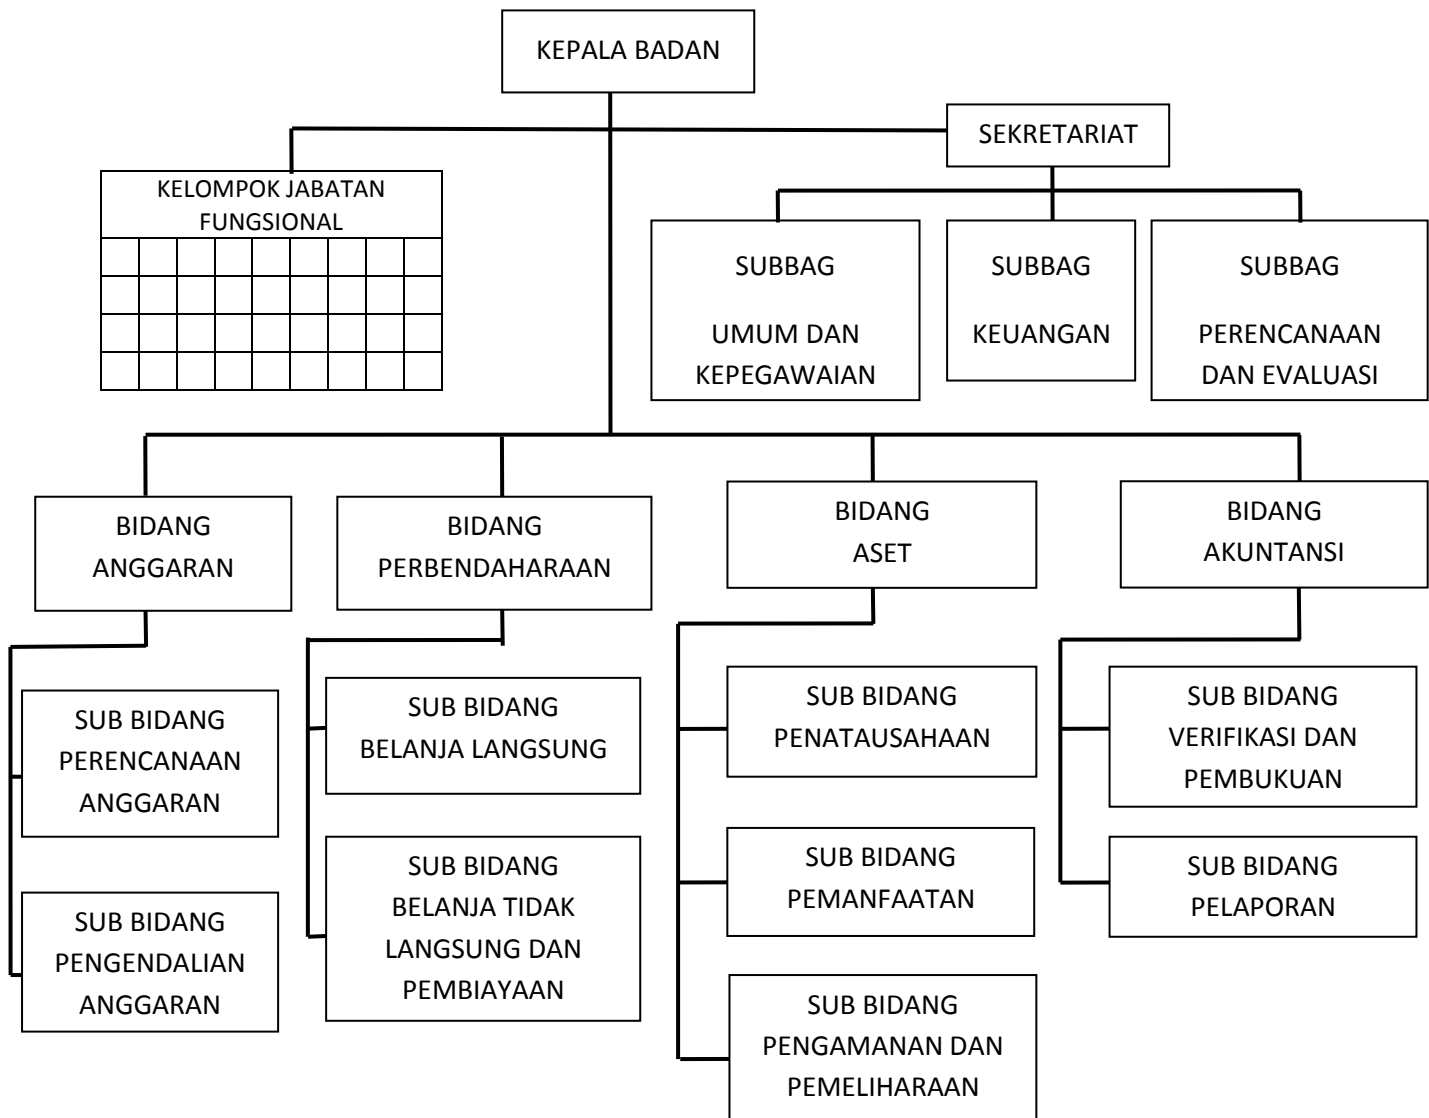 KEPALA BADAN
SEKRETARIAT
KELOMPOK JABATAN
FUNGSIONAL
SUBBAG
UMUM DAN
KEPEGAWAIAN
SUBBAG
KEUANGAN
SUBBAG
PERENCANAAN
DAN EVALUASI
BIDANG
ANGGARAN
BIDANG
PERBENDAHARAAN
BIDANG
ASET
BIDANG
AKUNTANSI
SUB BIDANG
PERENCANAAN
ANGGARAN
SUB BIDANG
PENGENDALIAN
ANGGARAN
SUB BIDANG
BELANJA LANGSUNG
SUB BIDANG
BELANJA TIDAK
LANGSUNG DAN
PEMBIAYAAN
SUB BIDANG
PENATAUSAHAAN
SUB BIDANG
PEMANFAATAN
SUB BIDANG
PENGAMANAN DAN
PEMELIHARAAN
SUB BIDANG
VERIFIKASI DAN
PEMBUKUAN
SUB BIDANG
PELAPORAN